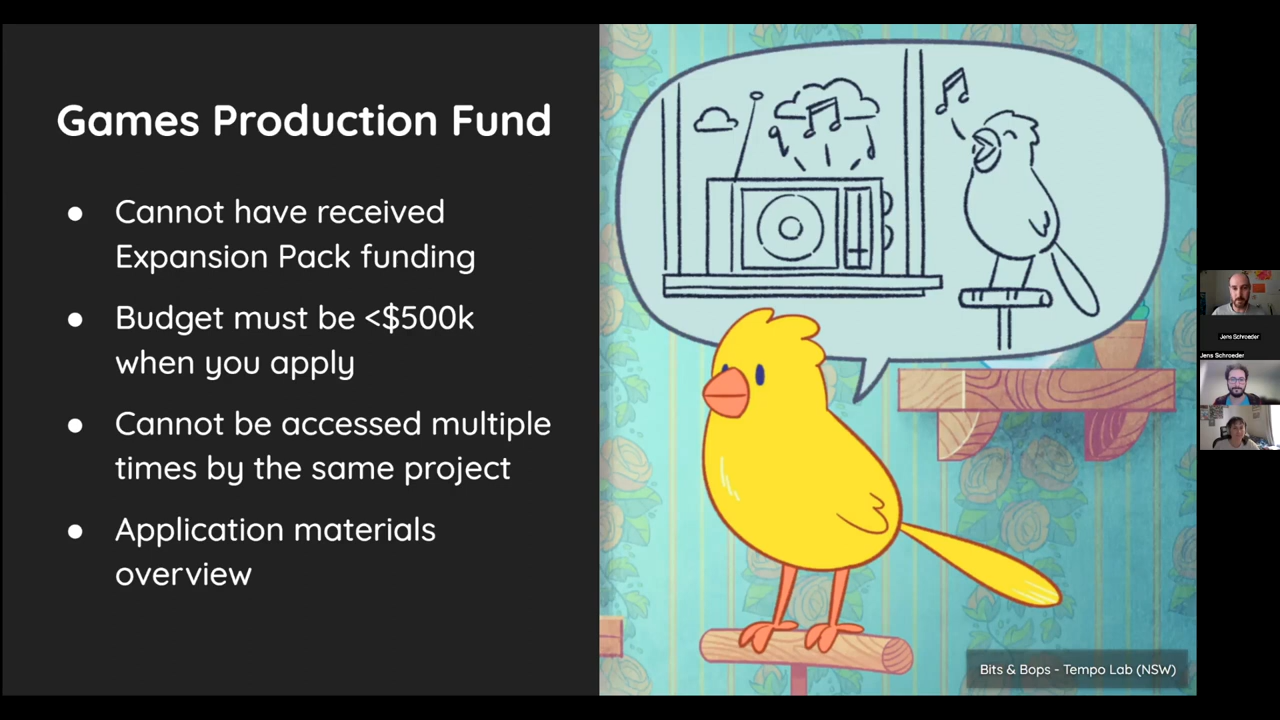 Games Production Fund
● Cannot have received
Expansion Pack funding
● Budget must be <$500k
when you apply
● Cannot be accessed multiple
times by the same project
● Application materials
overview
Bits & Bops - Tempo Lab (NSW)
Jens Schroeder
Jens Schroeder